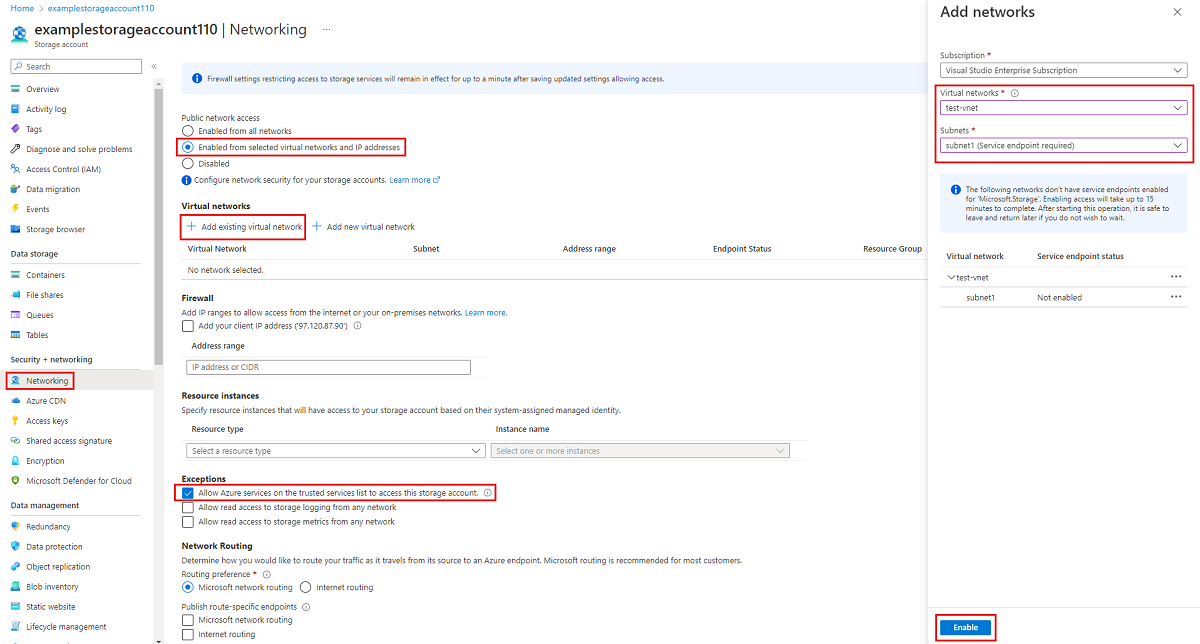 Home > examplestorageaccount110
examplestorageaccount110 | Networking ...
Storage account
Search
«
Overview
Activity log
Tags
Diagnose and solve problems
Access Control (IAM)
Data migration
Events
Storage browser
Data storage
Containers
File shares
Queues
Tables
Security + networking
Networking
Azure CDN
Access keys
Shared access signature
Encryption
Microsoft Defender for Cloud
Data management
Redundancy
Data protection
Object replication
Blob inventory
Static website
Lifecycle management
Firewall settings restricting access to storage services will remain in effect for up to a minute after saving updated settings allowing access.
Public network access
Enabled from all networks
Enabled from selected virtual networks and IP addresses
Disabled
Configure network security for your storage accounts. Learn more
Virtual networks
+ Add existing virtual network + Add new virtual network
Virtual Network Subnet Address range Endpoint Status Resource Group
No network selected.
Firewall
Add IP ranges to allow access from the internet or your on-premises networks. Learn more.
Add your client IP address ('97.120.87.90')
Address range
IP address or CIDR
Resource instances
Specify resource instances that will have access to your storage account based on their system-assigned managed identity.
Resource type Instance name
Select a resource type Select one or more instances
Exceptions
Allow Azure services on the trusted services list to access this storage account.
Allow read access to storage logging from any network
Allow read access to storage metrics from any network
Network Routing
Determine how you would like to route your traffic as it travels from its source to an Azure endpoint. Microsoft routing is recommended for most customers.
Routing preference *
Microsoft network routing Internet routing
Publish route-specific endpoints
Microsoft network routing
Internet routing
Add networks
Subscription *
Visual Studio Enterprise Subscription
Virtual networks *
test-vnet
Subnets *
subnet1 (Service endpoint required)
The following networks don't have service endpoints enabled
for 'Microsoft.Storage'. Enabling access will take up to 15
minutes to complete. After starting this operation, it is safe to
leave and return later if you do not wish to wait.
Virtual network Service endpoint status
test-vnet ...
subnet1 Not enabled ...
Enable